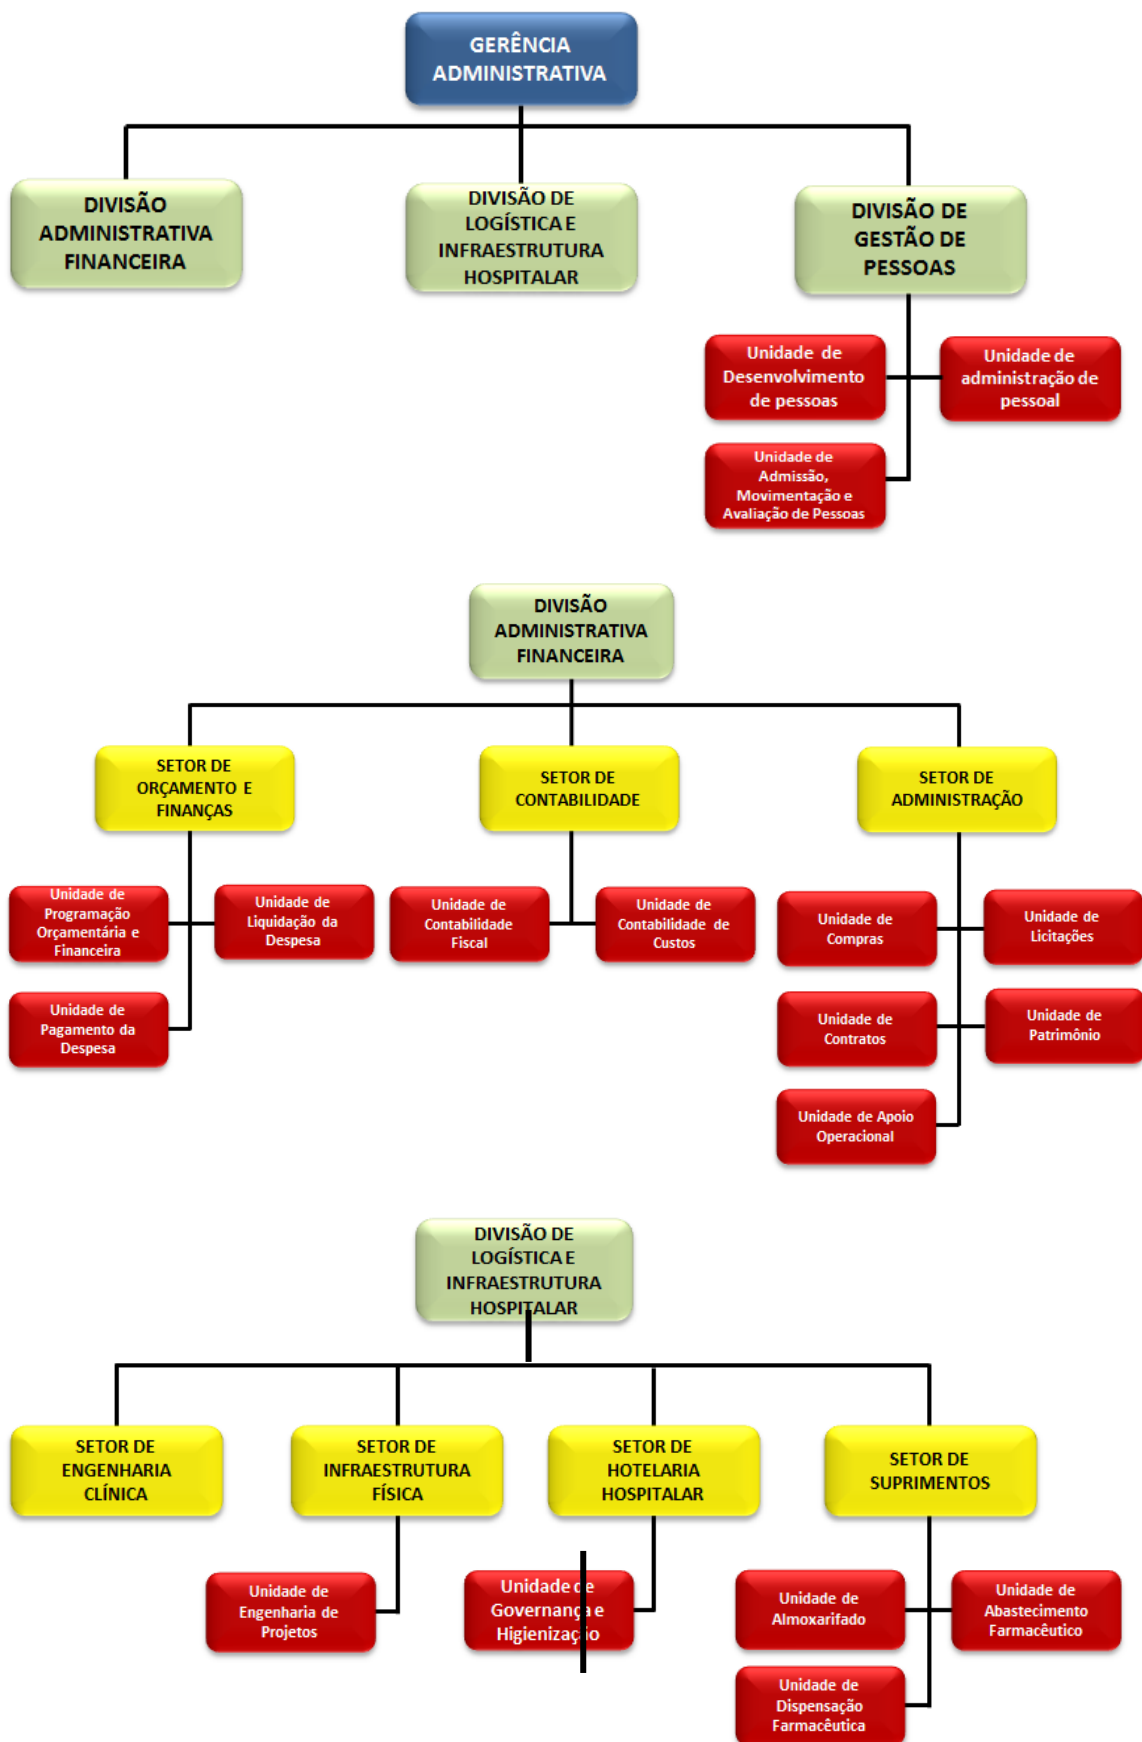 GERÊNCIA
ADMINISTRATIVA
DIVISÃO
ADMINISTRATIVA
FINANCEIRA
DIVISÃO DE
LOGÍSTICA E
INFRAESTRUTURA
HOSPITALAR
DIVISÃO DE
GESTÃO DE
PESSOAS
Unidade de
Desenvolvimento
de pessoas
Unidade de
administração de
pessoal
Unidade de
Admissão,
Movimentação e
Avaliação de Pessoas
DIVISÃO
ADMINISTRATIVA
FINANCEIRA
SETOR DE
ORÇAMENTO E
FINANÇAS
SETOR DE
CONTABILIDADE
SETOR DE
ADMINISTRAÇÃO
Unidade de
Programação
Orçamentária e
Financeira
Unidade de
Liquidação da
Despesa
Unidade de
Contabilidade
Fiscal
Unidade de
Contabilidade de
Custos
Unidade de
Compras
Unidade de
Licitações
Unidade de
Pagamento da
Despesa
Unidade de
Contratos
Unidade de
Patrimônio
Unidade de Apoio
Operacional
DIVISÃO DE
LOGÍSTICA E
INFRAESTRUTURA
HOSPITALAR
SETOR DE
ENGENHARIA
CLÍNICA
SETOR DE
INFRAESTRUTURA
FÍSICA
SETOR DE
HOTELARIA
HOSPITALAR
SETOR DE
SUPRIMENTOS
Unidade de
Engenharia de
Projetos
Unidade de
Governança e
Higienização
Unidade de
Almoxarifado
Unidade de
Abastecimento
Farmacêutico
Unidade de
Dispensação
Farmacêutica